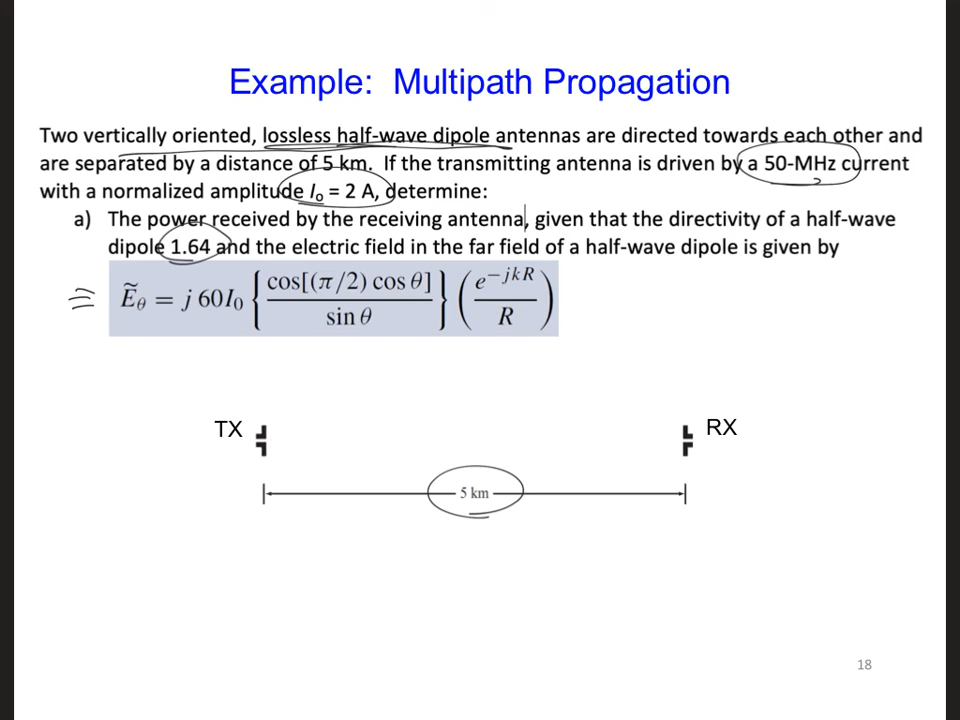 Example: Multipath Propagation
Two vertically oriented, lossless half-wave dipole antennas are directed towards each other and
are separated by a distance of 5 km. If the transmitting antenna is driven by a 50-MHz current
with a normalized amplitude I₀ = 2 A, determine:
a) The power received by the receiving antenna, given that the directivity of a half-wave
dipole 1.64 and the electric field in the far field of a half-wave dipole is given by
Ẽ_θ = j 60I₀ { cos[(π/2) cos θ] / sin θ } ( e^{−jkR} / R )
TX
RX
5 km
18